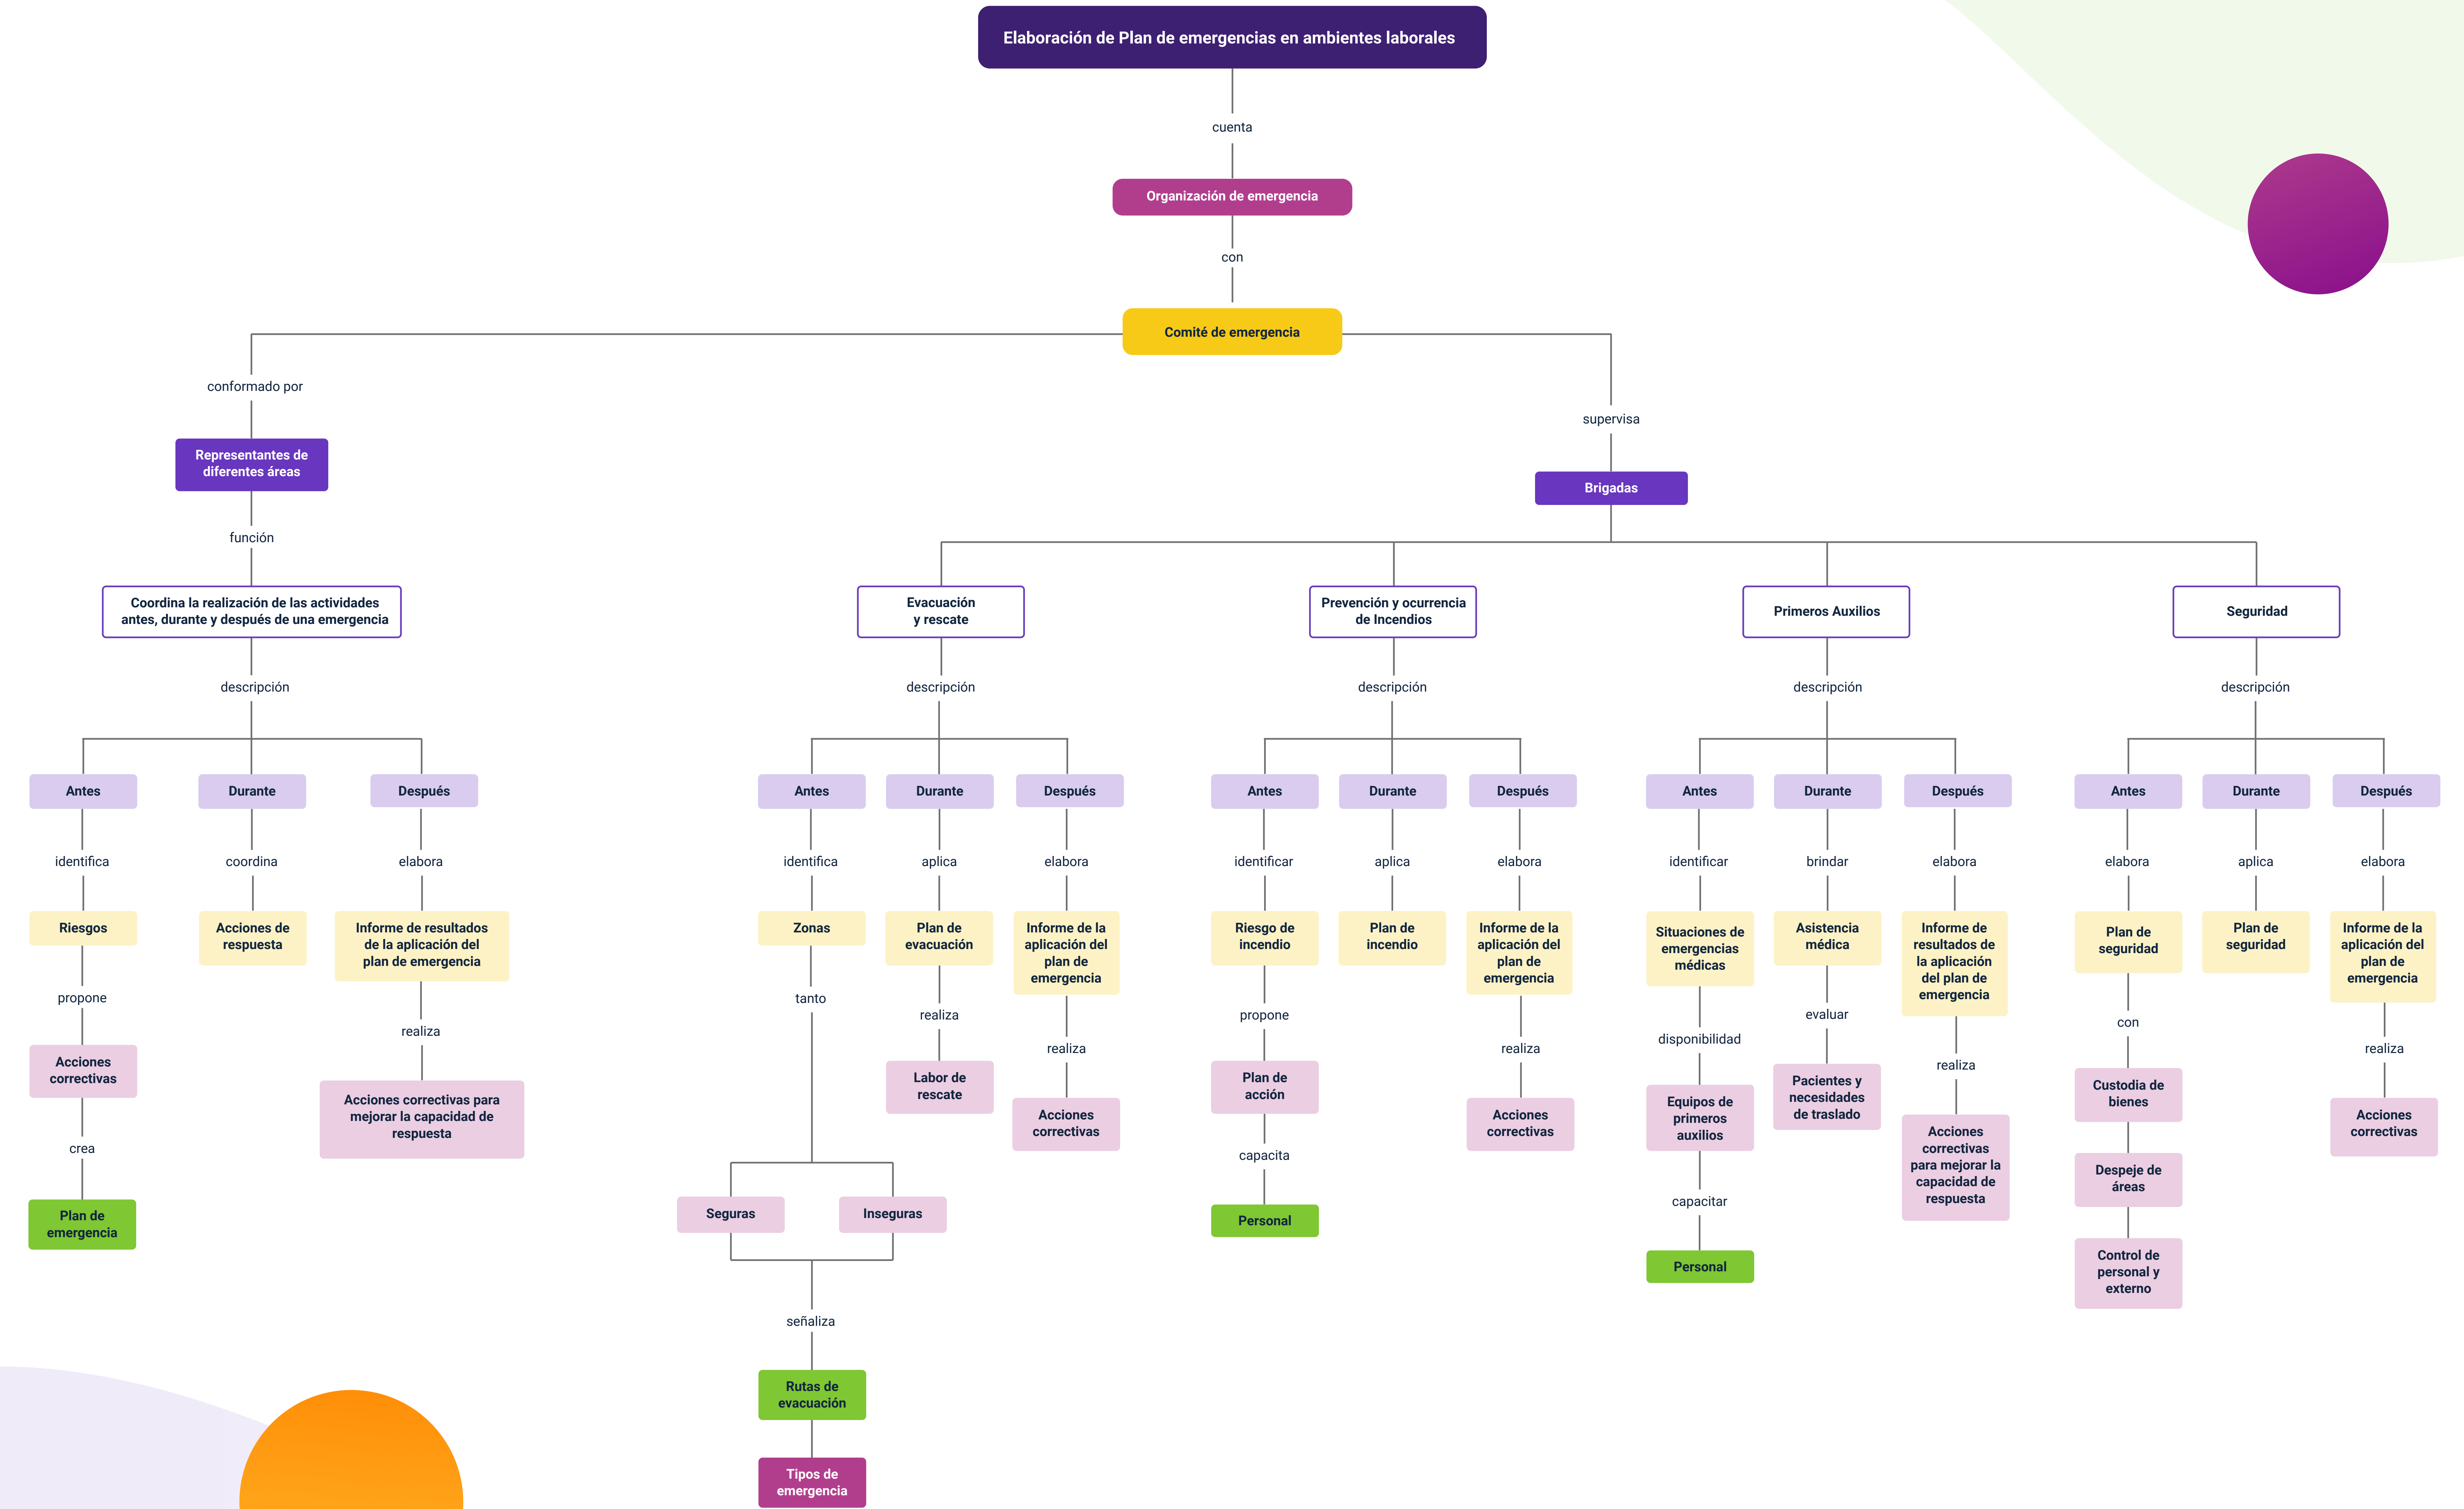 Elaboración de Plan de emergencias en ambientes laborales
cuenta
Organización de emergencia
con
Comité de emergencia
conformado por
Representantes de
diferentes áreas
función
Coordina la realización de las actividades
antes, durante y después de una emergencia
descripción
Antes
identifica
Riesgos
propone
Acciones
correctivas
crea
Plan de
emergencia
Durante
coordina
Acciones de
respuesta
Después
elabora
Informe de resultados
de la aplicación del
plan de emergencia
realiza
Acciones correctivas para
mejorar la capacidad de
respuesta
supervisa
Brigadas
Evacuación
y rescate
descripción
Antes
identifica
Zonas
tanto
Seguras
Inseguras
señaliza
Rutas de
evacuación
Tipos de
emergencia
Durante
aplica
Plan de
evacuación
realiza
Labor de
rescate
Después
elabora
Informe de la
aplicación del
plan de
emergencia
realiza
Acciones
correctivas
Prevención y ocurrencia
de Incendios
descripción
Antes
identificar
Riesgo de
incendio
propone
Plan de
acción
capacita
Personal
Durante
aplica
Plan de
incendio
Después
elabora
Informe de la
aplicación del
plan de
emergencia
realiza
Acciones
correctivas
Primeros Auxilios
descripción
Antes
identificar
Situaciones de
emergencias
médicas
disponibilidad
Equipos de
primeros
auxilios
capacitar
Personal
Durante
brindar
Asistencia
médica
evaluar
Pacientes y
necesidades
de traslado
Después
elabora
Informe de
resultados de
la aplicación
del plan de
emergencia
realiza
Acciones
correctivas
para mejorar la
capacidad de
respuesta
Seguridad
descripción
Antes
elabora
Plan de
seguridad
con
Custodia de
bienes
Despeje de
áreas
Control de
personal y
externo
Durante
aplica
Plan de
seguridad
Después
elabora
Informe de la
aplicación del
plan de
emergencia
realiza
Acciones
correctivas